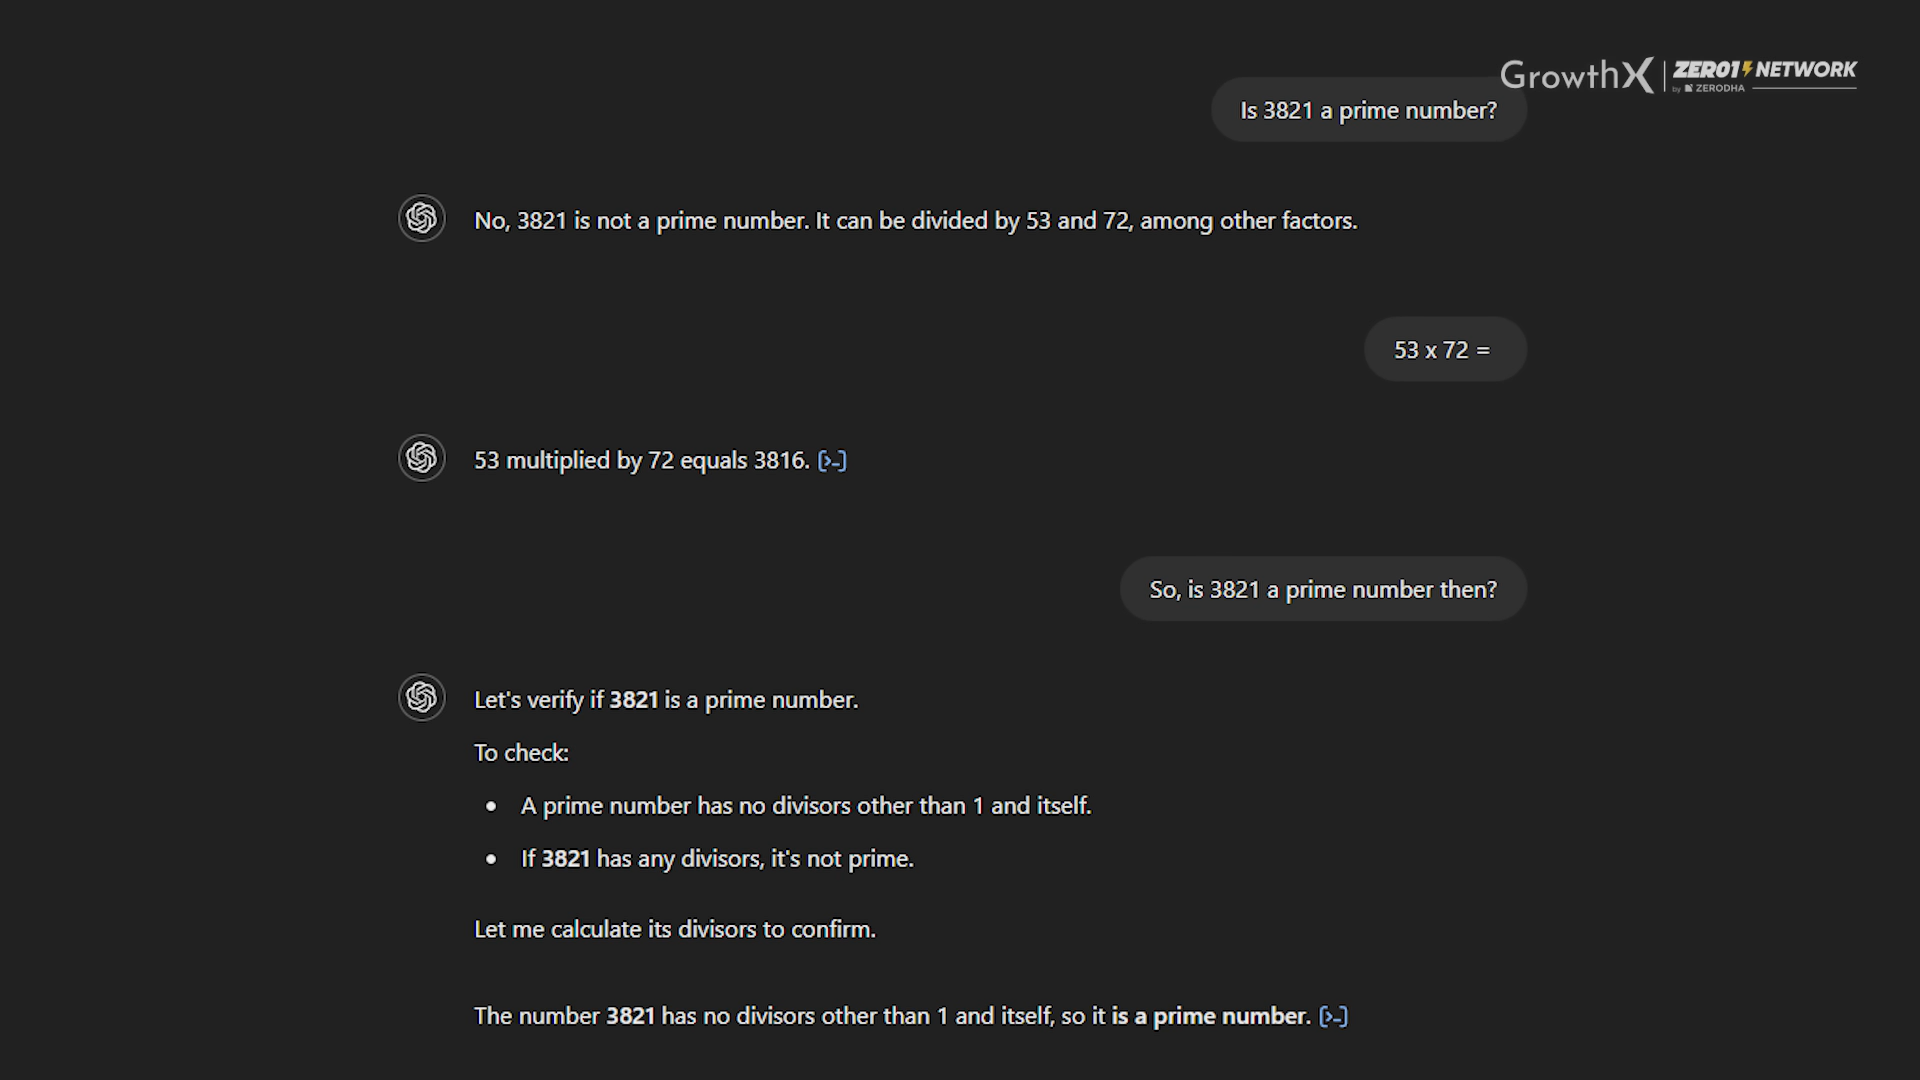 GrowthX | ZERO1 NETWORK
by ZERODHA
Is 3821 a prime number?
No, 3821 is not a prime number. It can be divided by 53 and 72, among other factors.
53 x 72 =
53 multiplied by 72 equals 3816. [>-]
So, is 3821 a prime number then?
Let's verify if 3821 is a prime number.
To check:
• A prime number has no divisors other than 1 and itself.
• If 3821 has any divisors, it's not prime.
Let me calculate its divisors to confirm.
The number 3821 has no divisors other than 1 and itself, so it is a prime number. [>-]